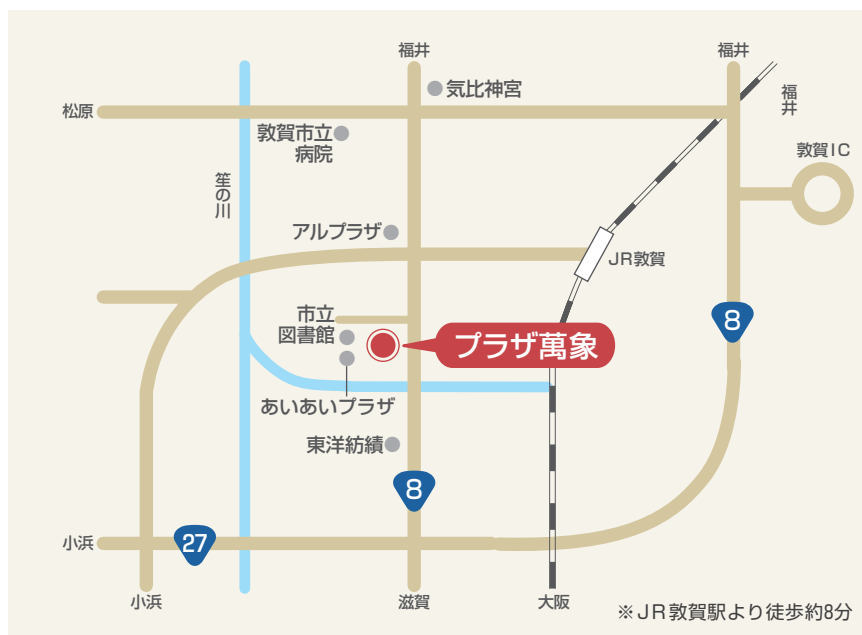 福井
福井
気比神宮
福井
松原
敦賀市立
病院
敦賀IC
笙の川
アルプラザ
JR敦賀
市立
図書館
8
プラザ萬象
あいあいプラザ
東洋紡績
8
小浜
27
小浜
滋賀
大阪
※JR敦賀駅より徒歩約8分